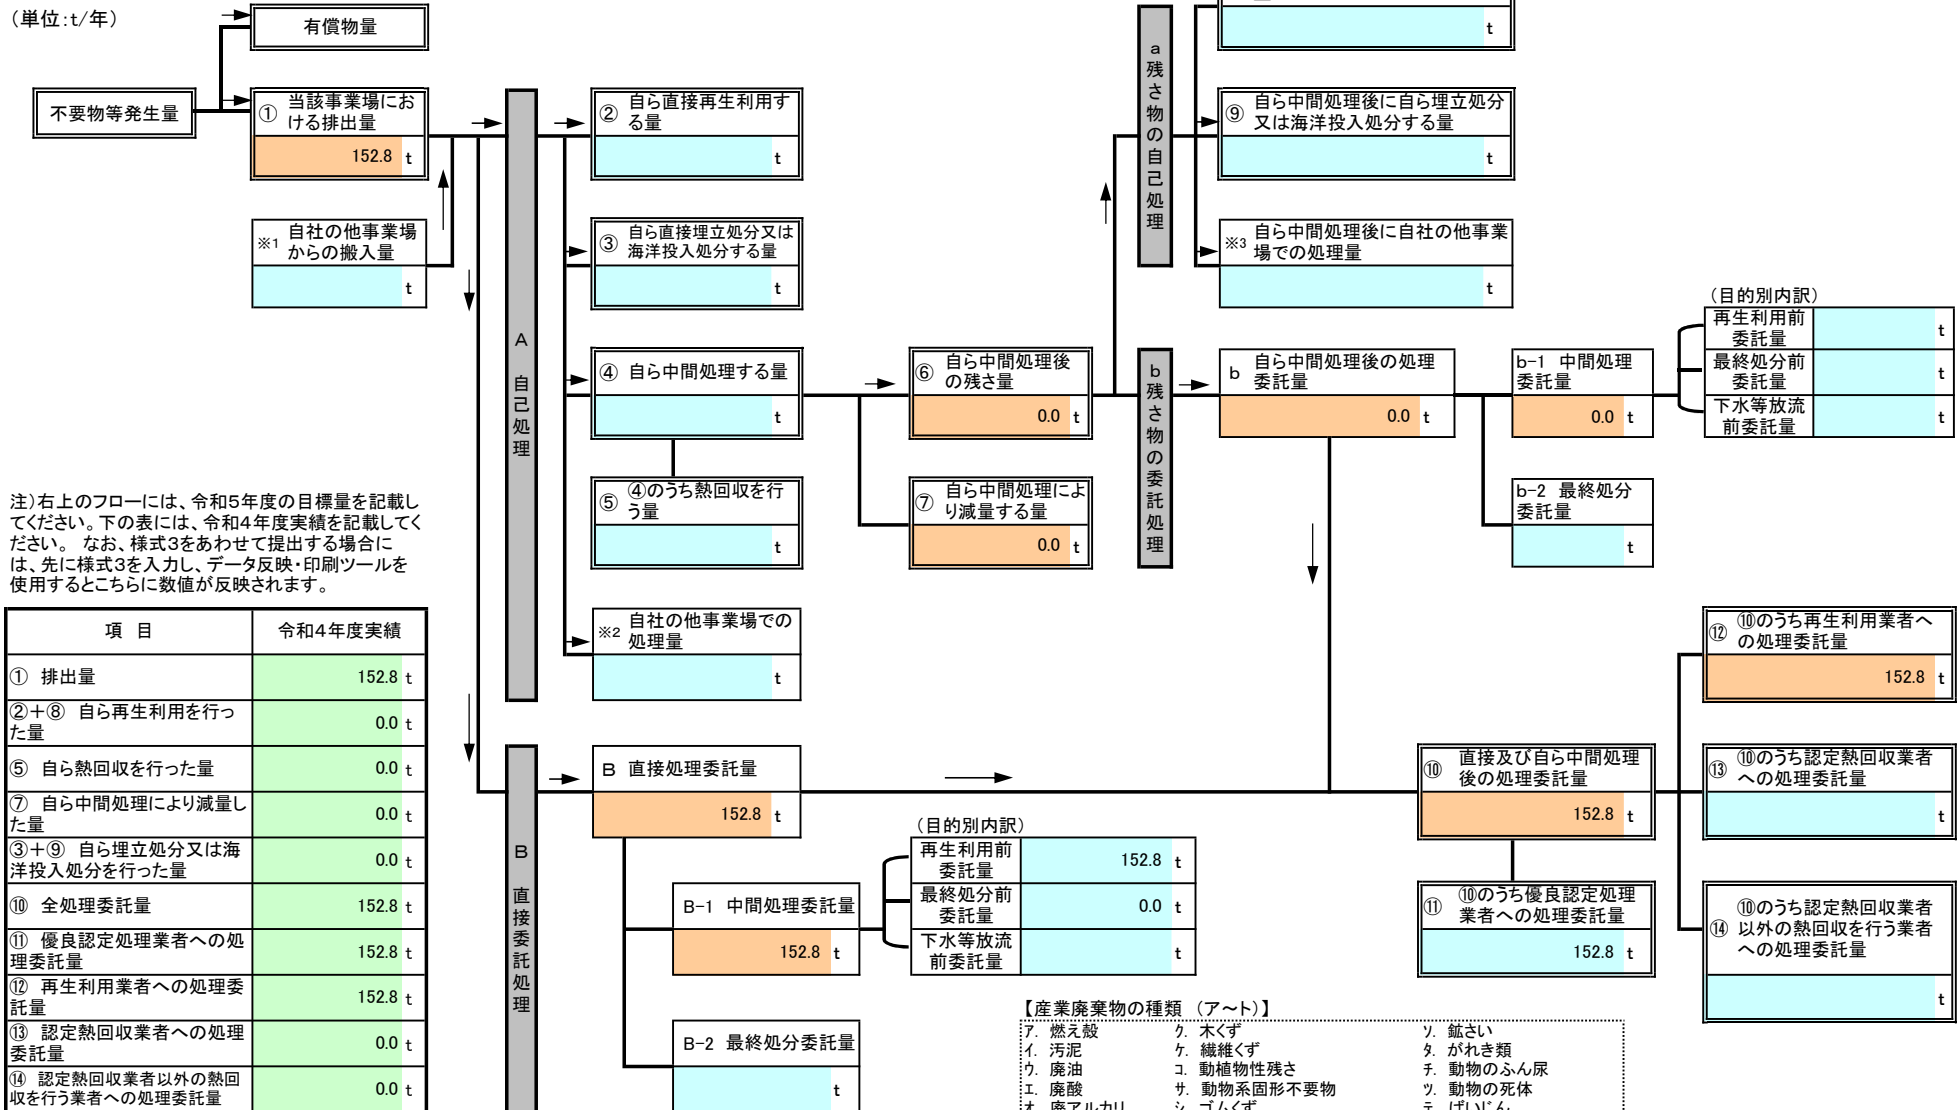 (単位:t/年)
有償物量
不要物等発生量
① 当該事業場にお
ける排出量
152.8 t
※1 自社の他事業場
からの搬入量
t
A 自己処理
② 自ら直接再生利用す
る量
t
③ 自ら直接埋立処分又は
海洋投入処分する量
t
④ 自ら中間処理する量
t
⑤ ④のうち熱回収を行
う量
t
※2 自社の他事業場での
処理量
t
⑥ 自ら中間処理後
の残さ量
0.0 t
⑦ 自ら中間処理によ
り減量する量
0.0 t
a 残さ物の自己処理
t
⑨ 自ら中間処理後に自ら埋立処分
又は海洋投入処分する量
t
※3 自ら中間処理後に自社の他事業
場での処理量
t
b 残さ物の委託処理
b 自ら中間処理後の処理
委託量
0.0 t
b-1 中間処理
委託量
0.0 t
(目的別内訳)
再生利用前
委託量
t
最終処分前
委託量
t
下水等放流
前委託量
t
b-2 最終処分
委託量
t
注)右上のフローには、令和5年度の目標量を記載し
てください。下の表には、令和4年度実績を記載してく
ださい。 なお、様式3をあわせて提出する場合に
は、先に様式3を入力し、データ反映・印刷ツールを
使用するとこちらに数値が反映されます。
項 目 令和4年度実績
① 排出量 152.8 t
②+⑧ 自ら再生利用を行っ
た量 0.0 t
⑤ 自ら熱回収を行った量 0.0 t
⑦ 自ら中間処理により減量し
た量 0.0 t
③+⑨ 自ら埋立処分又は海
洋投入処分を行った量 0.0 t
⑩ 全処理委託量 152.8 t
⑪ 優良認定処理業者への処
理委託量 152.8 t
⑫ 再生利用業者への処理委
託量 152.8 t
⑬ 認定熱回収業者への処理
委託量 0.0 t
⑭ 認定熱回収業者以外の熱回
収を行う業者への処理委託量 0.0 t
B 直接委託処理
B 直接処理委託量
152.8 t
B-1 中間処理委託量
152.8 t
B-2 最終処分委託量
t
(目的別内訳)
再生利用前
委託量
152.8 t
最終処分前
委託量
0.0 t
下水等放流
前委託量
t
⑩ 直接及び自ら中間処理
後の処理委託量
152.8 t
⑪ ⑩のうち優良認定処理
業者への処理委託量
152.8 t
⑫ ⑩のうち再生利用業者へ
の処理委託量
152.8 t
⑬ ⑩のうち認定熱回収業者
への処理委託量
t
⑭ ⑩のうち認定熱回収業者
以外の熱回収を行う業者
への処理委託量
t
【産業廃棄物の種類 (ア~ト)】
ア. 燃え殻 ク. 木くず ソ. 鉱さい
イ. 汚泥 ケ. 繊維くず タ. がれき類
ウ. 廃油 コ. 動植物性残さ チ. 動物のふん尿
エ. 廃酸 サ. 動物系固形不要物 ツ. 動物の死体
オ. 廃アルカリ シ. ゴムくず テ. ばいじん